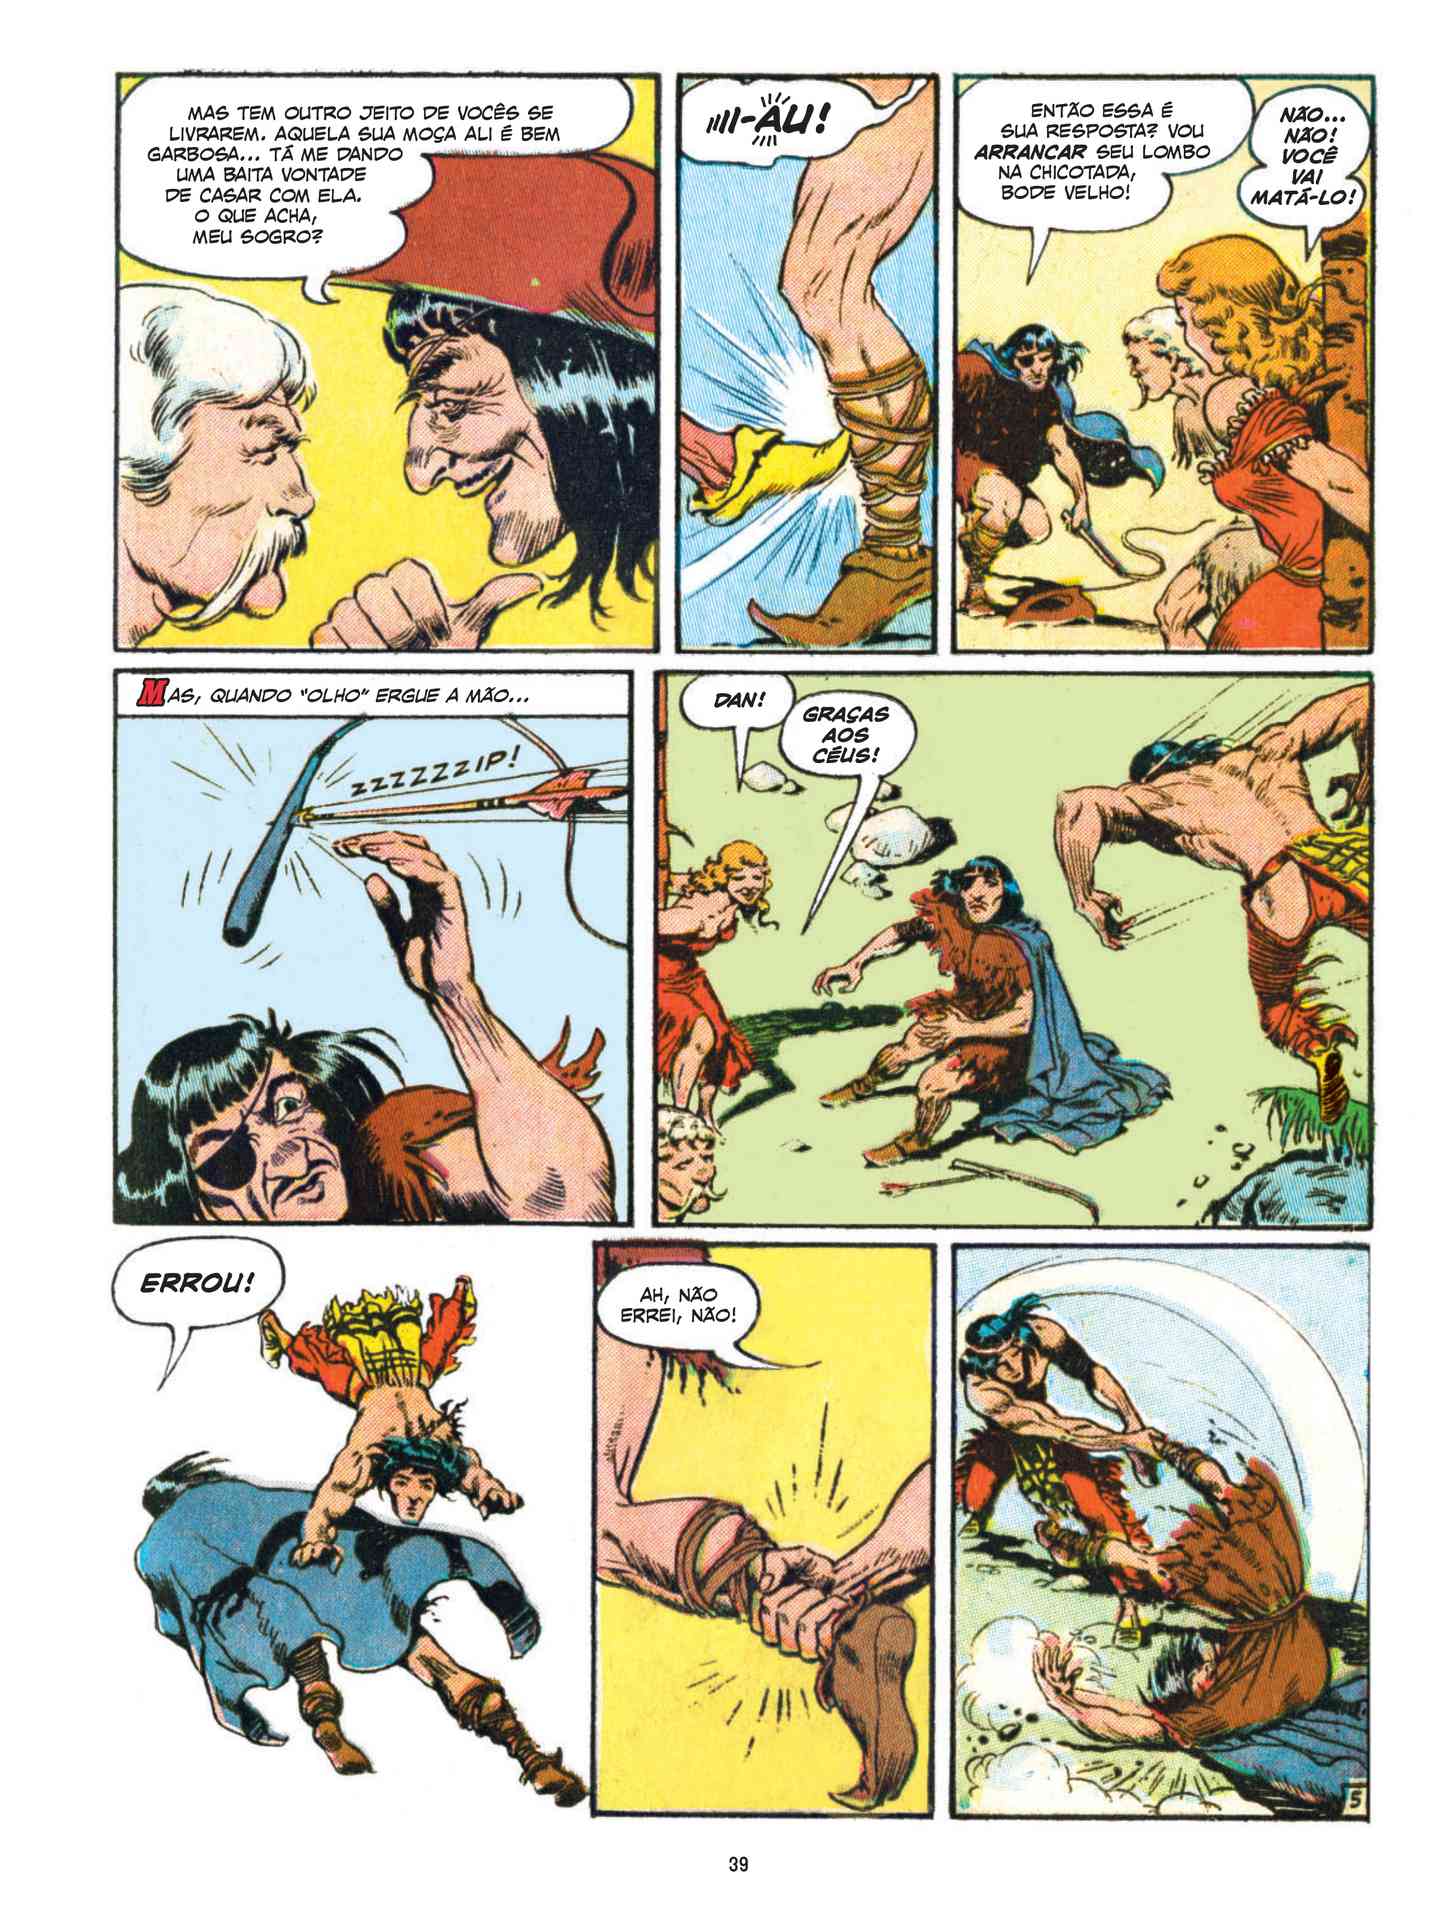 MAS TEM OUTRO JEITO DE VOCÊS SE
LIVRAREM. AQUELA SUA MOÇA ALI É BEM
GARBOSA... TÁ ME DANDO
UMA BAITA VONTADE
DE CASAR COM ELA.
O QUE ACHA,
MEU SOGRO?
III-AU!
ENTÃO ESSA É
SUA RESPOSTA? VOU
ARRANCAR SEU LOMBO
NA CHICOTADA,
BODE VELHO!
NÃO...
NÃO!
VOCÊ
VAI
MATÁ-LO!
MAS, QUANDO "OLHO" ERGUE A MÃO...
ZZZZZZZIP!
DAN!
GRAÇAS
AOS
CÉUS!
ERROU!
AH, NÃO
ERREI, NÃO!
5
39